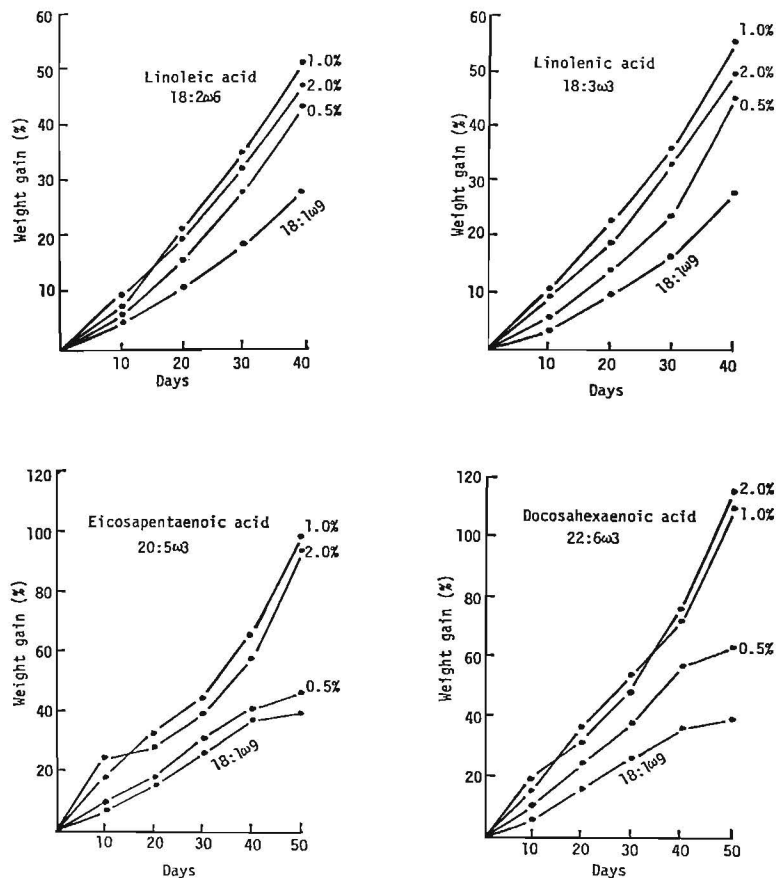 60
50
40
30
20
10
Weight gain (%)
Linoleic acid
18:2ω6
1.0%
2.0%
0.5%
18:1ω9
10 20 30 40
Days
60
50
40
30
20
10
Weight gain (%)
Linolenic acid
18:3ω3
1.0%
2.0%
0.5%
18:1ω9
10 20 30 40
Days
120
100
80
60
40
20
Weight gain (%)
Eicosapentaenoic acid
20:5ω3
1.0%
2.0%
0.5%
18:1ω9
10 20 30 40 50
Days
120
100
80
60
40
20
Weight gain (%)
Docosahexaenoic acid
22:6ω3
2.0%
1.0%
0.5%
18:1ω9
10 20 30 40 50
Days